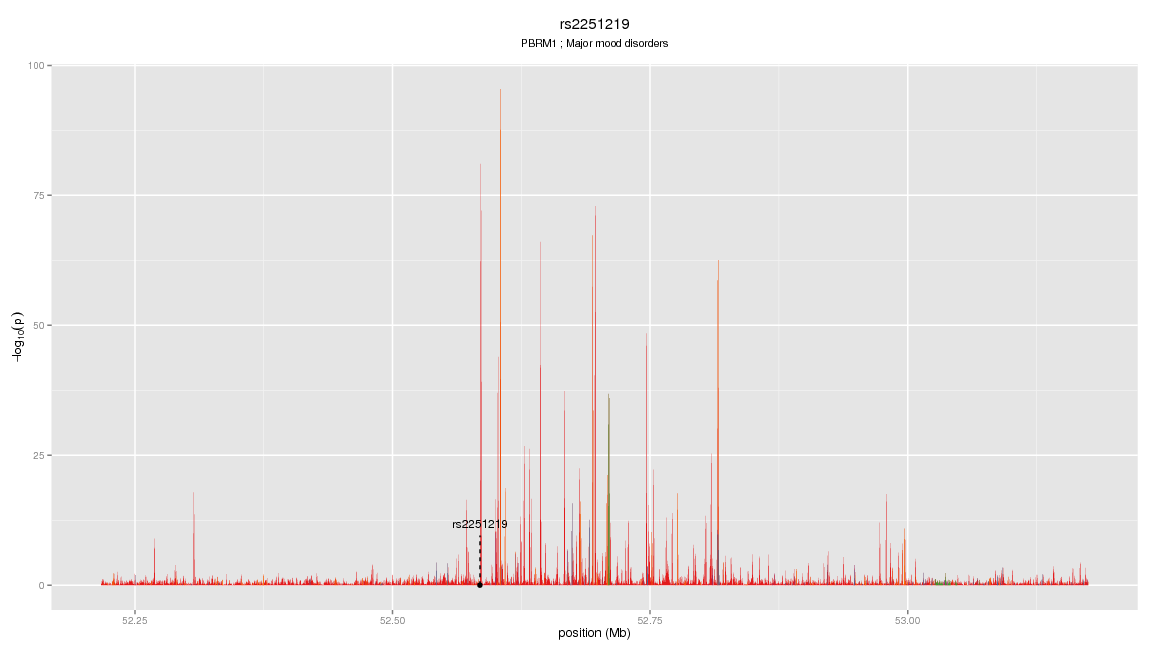 rs2251219
PBRM1 ; Major mood disorders
100
75
50
25
0
−log10(p)
rs2251219
52.25 52.50 52.75 53.00
position (Mb)